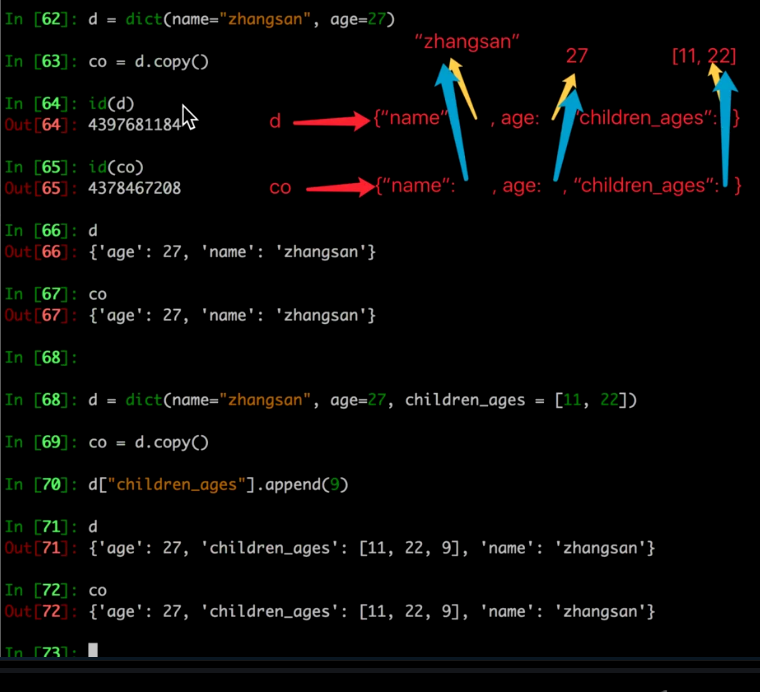 In [62]: d = dict(name="zhangsan", age=27)
"zhangsan"
27
[11, 22]
In [63]: co = d.copy()
In [64]: id(d)
Out[64]: 4397681184
d {"name" , age: "children_ages": }
In [65]: id(co)
Out[65]: 4378467208
co {"name": , age: , "children_ages": }
In [66]: d
Out[66]: {'age': 27, 'name': 'zhangsan'}
In [67]: co
Out[67]: {'age': 27, 'name': 'zhangsan'}
In [68]:
In [68]: d = dict(name="zhangsan", age=27, children_ages = [11, 22])
In [69]: co = d.copy()
In [70]: d["children_ages"].append(9)
In [71]: d
Out[71]: {'age': 27, 'children_ages': [11, 22, 9], 'name': 'zhangsan'}
In [72]: co
Out[72]: {'age': 27, 'children_ages': [11, 22, 9], 'name': 'zhangsan'}
In [73]: